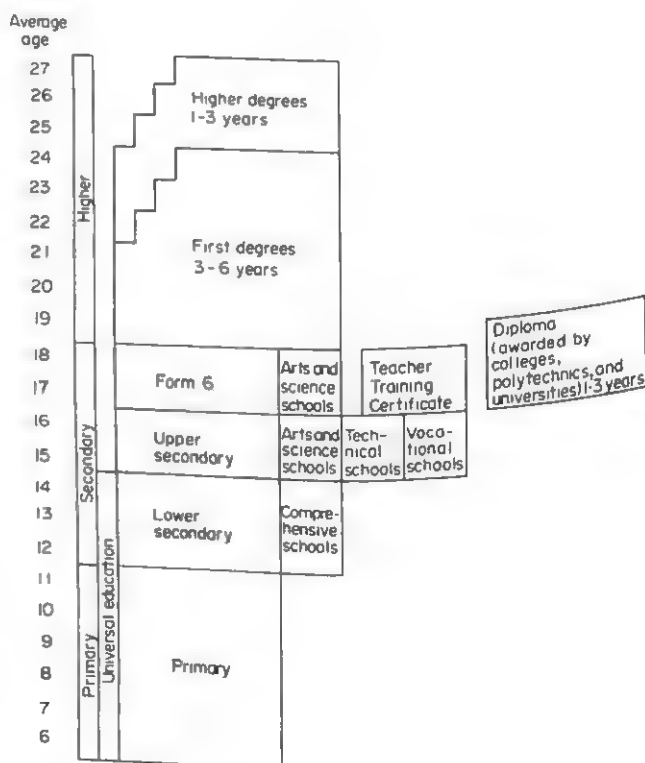 Average
age
27
26
25
24
23
22
21
20
19
18
17
16
15
14
13
12
11
10
9
8
7
6
Higher
Secondary
Primary
Universal education
Higher degrees
1-3 years
First degrees
3-6 years
Form 6
Arts and
science
schools
Teacher
Training
Certificate
Diploma
(awarded by
colleges,
polytechnics, and
universities) 1-3 years
Upper
secondary
Arts and
science
schools
Tech-
nical
schools
Voca-
tional
schools
Lower
secondary
Compre-
hensive
schools
Primary